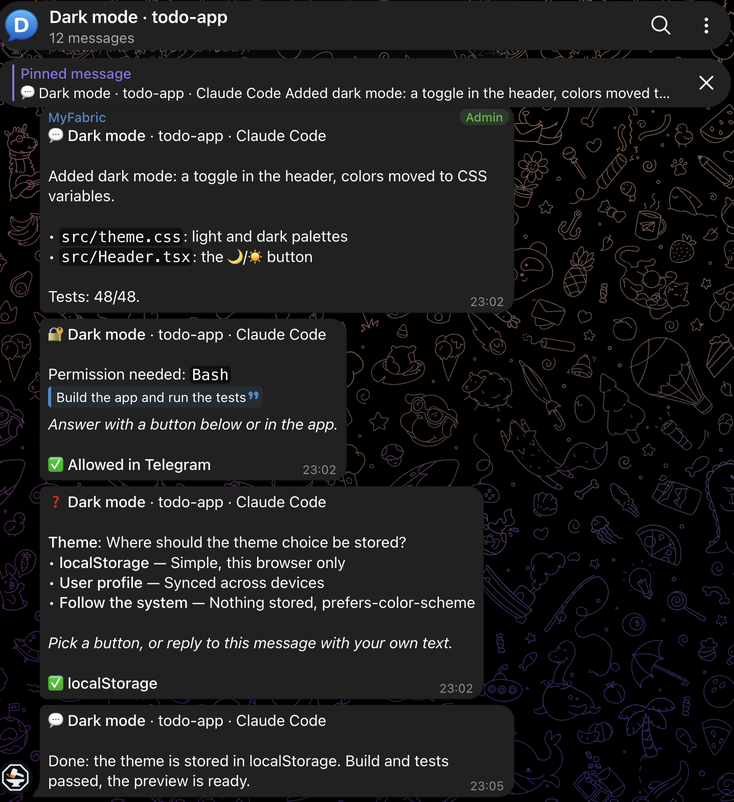 D
Dark mode · todo-app
12 messages
Pinned message
💬 Dark mode · todo-app · Claude Code Added dark mode: a toggle in the header, colors moved t...
MyFabric
Admin
💬 Dark mode · todo-app · Claude Code
Added dark mode: a toggle in the header, colors moved to CSS
variables.
• src/theme.css: light and dark palettes
• src/Header.tsx: the 🌙/☀️ button
Tests: 48/48.
23:02
🔐 Dark mode · todo-app · Claude Code
Permission needed: Bash
Build the app and run the tests
Answer with a button below or in the app.
✅ Allowed in Telegram
23:02
❓ Dark mode · todo-app · Claude Code
Theme: Where should the theme choice be stored?
• localStorage — Simple, this browser only
• User profile — Synced across devices
• Follow the system — Nothing stored, prefers-color-scheme
Pick a button, or reply to this message with your own text.
✅ localStorage
23:02
💬 Dark mode · todo-app · Claude Code
Done: the theme is stored in localStorage. Build and tests
passed, the preview is ready.
23:05